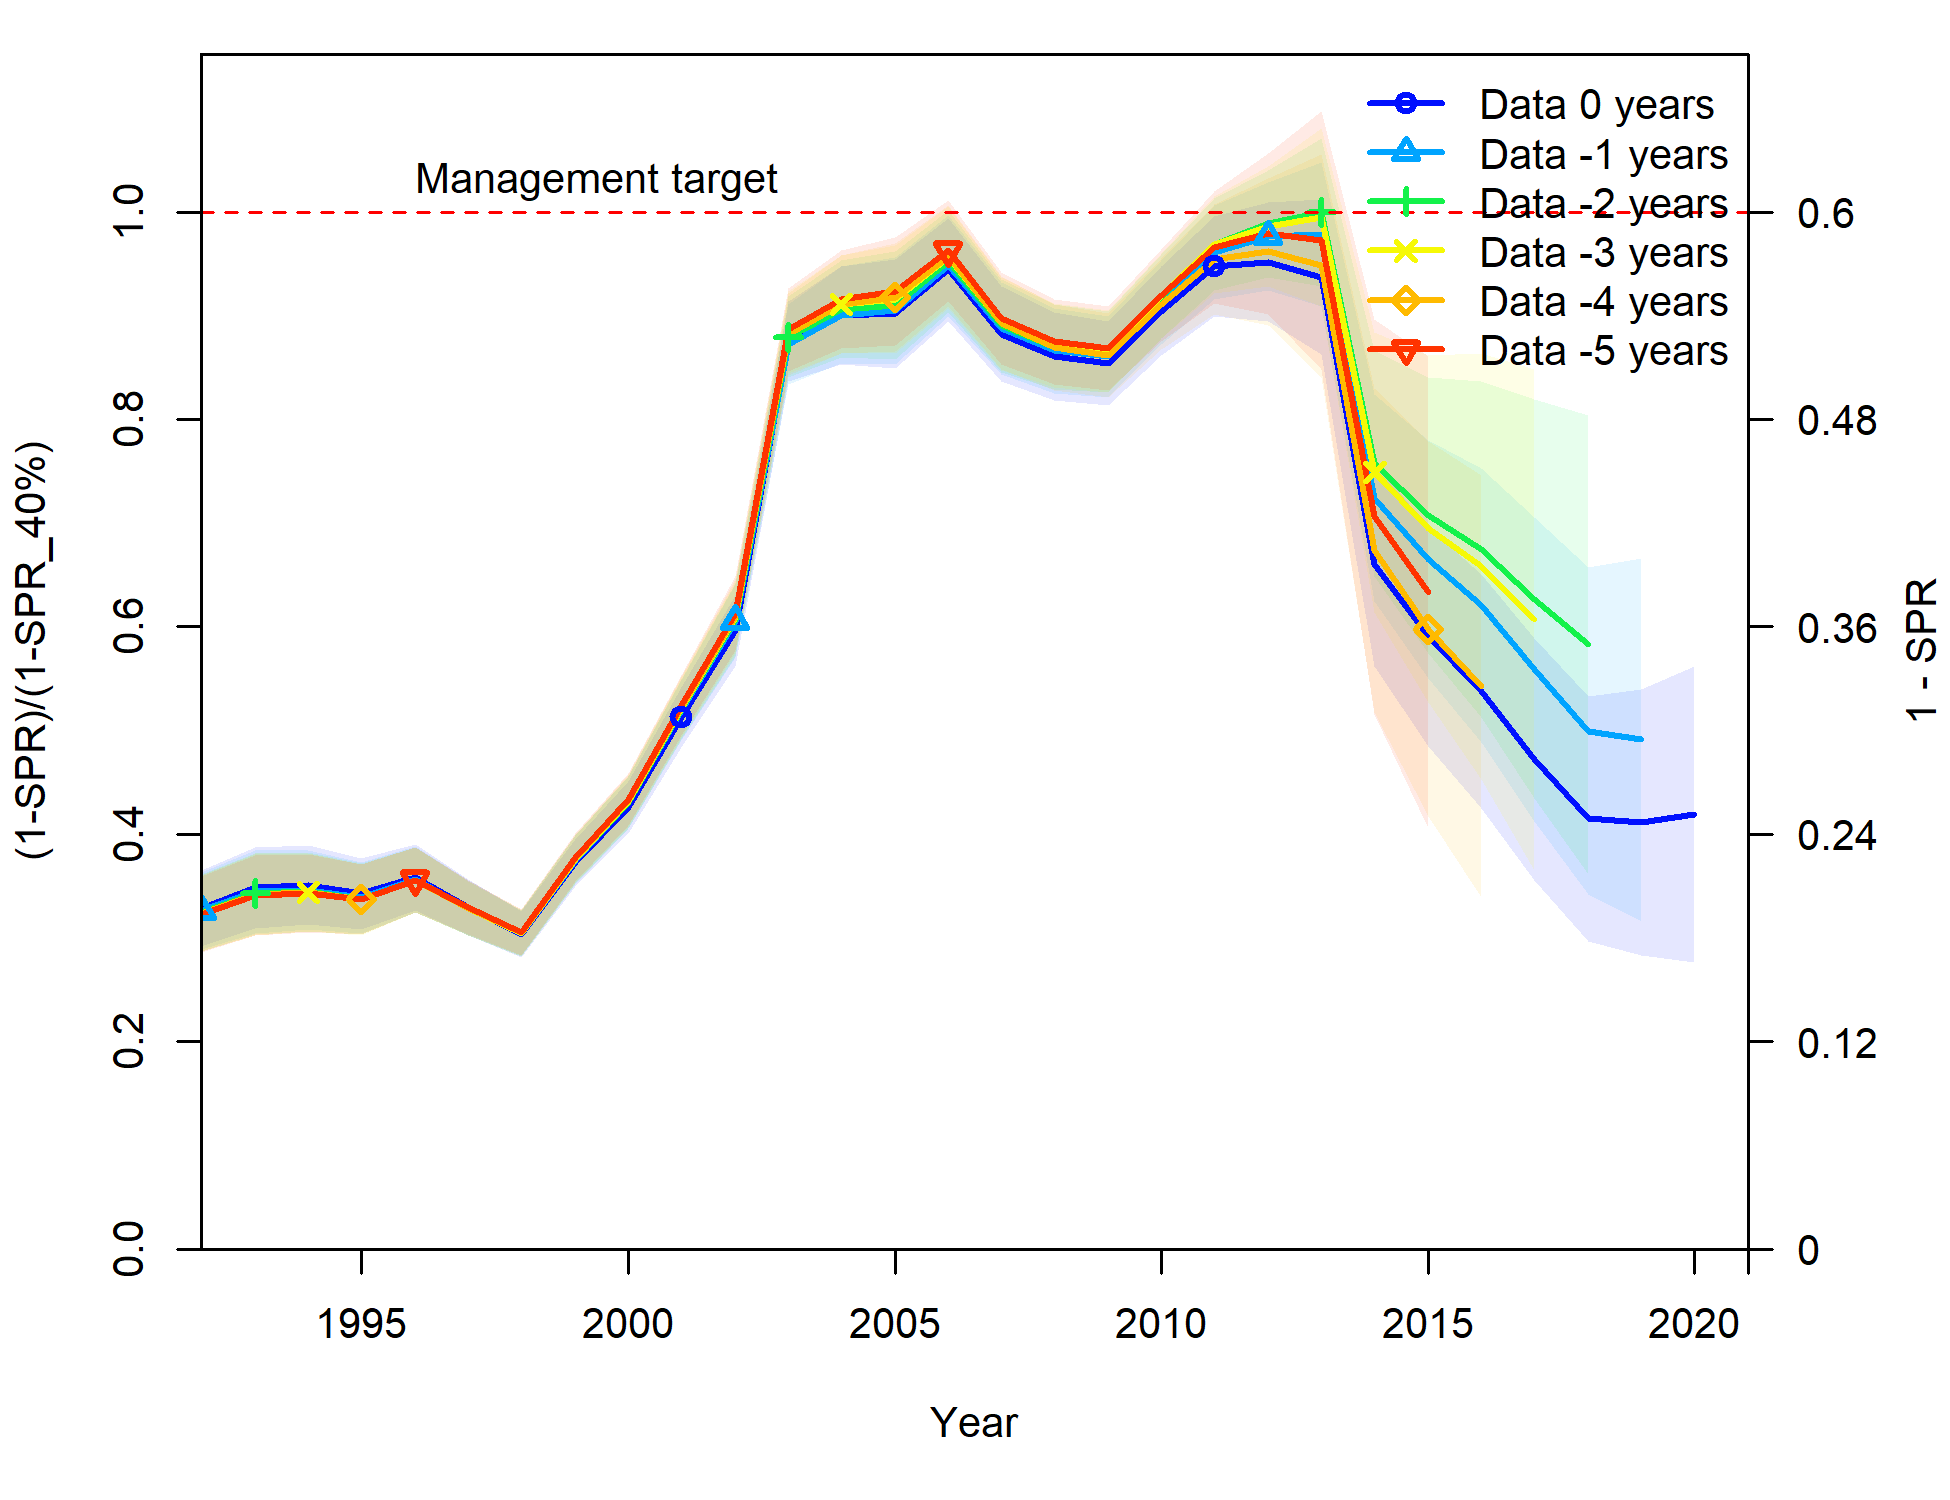 Management target
Data 0 years
Data -1 years
Data -2 years
Data -3 years
Data -4 years
Data -5 years
(1-SPR)/(1-SPR_40%)
0.0
0.2
0.4
0.6
0.8
1.0
1 - SPR
0.6
0.48
0.36
0.24
0.12
0
1995
2000
2005
2010
2015
2020
Year